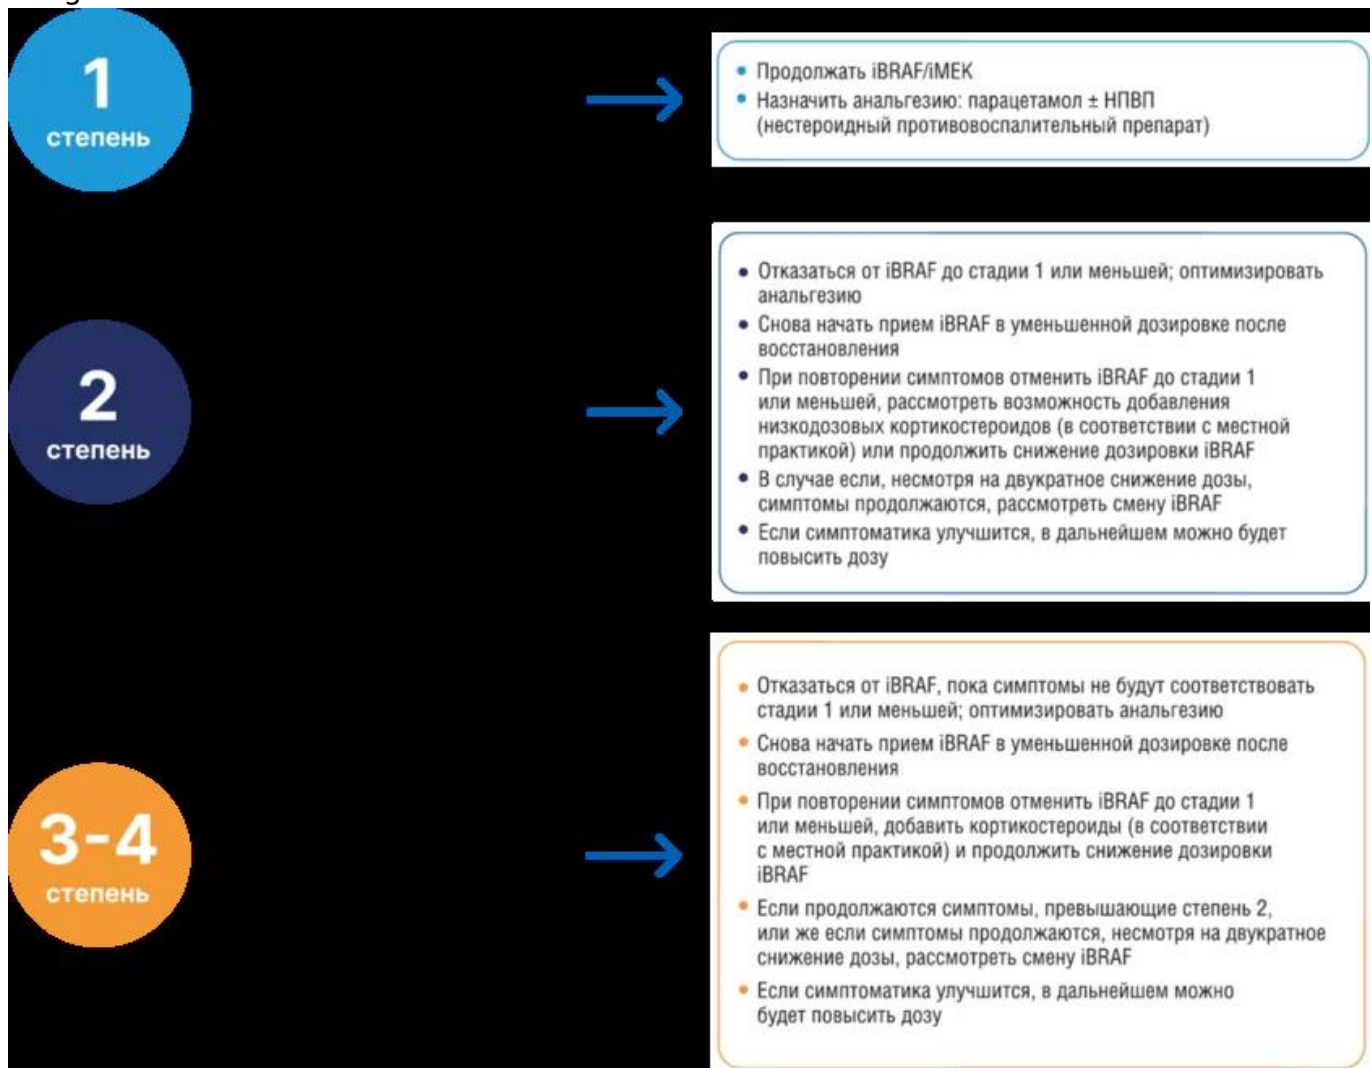 1
степень
• Продолжать iBRAF/iMEK
• Назначить анальгезию: парацетамол ± НПВП
(нестероидный противовоспалительный препарат)
2
степень
• Отказаться от iBRAF до стадии 1 или меньшей; оптимизировать
анальгезию
• Снова начать прием iBRAF в уменьшенной дозировке после
восстановления
• При повторении симптомов отменить iBRAF до стадии 1
или меньшей, рассмотреть возможность добавления
низкодозовых кортикостероидов (в соответствии с местной
практикой) или продолжить снижение дозировки iBRAF
• В случае если, несмотря на двукратное снижение дозы,
симптомы продолжаются, рассмотреть смену iBRAF
• Если симптоматика улучшится, в дальнейшем можно будет
повысить дозу
3-4
степень
• Отказаться от iBRAF, пока симптомы не будут соответствовать
стадии 1 или меньшей; оптимизировать анальгезию
• Снова начать прием iBRAF в уменьшенной дозировке после
восстановления
• При повторении симптомов отменить iBRAF до стадии 1
или меньшей, добавить кортикостероиды (в соответствии
с местной практикой) и продолжить снижение дозировки
iBRAF
• Если продолжаются симптомы, превышающие степень 2,
или же если симптомы продолжаются, несмотря на двукратное
снижение дозы, рассмотреть смену iBRAF
• Если симптоматика улучшится, в дальнейшем можно
будет повысить дозу